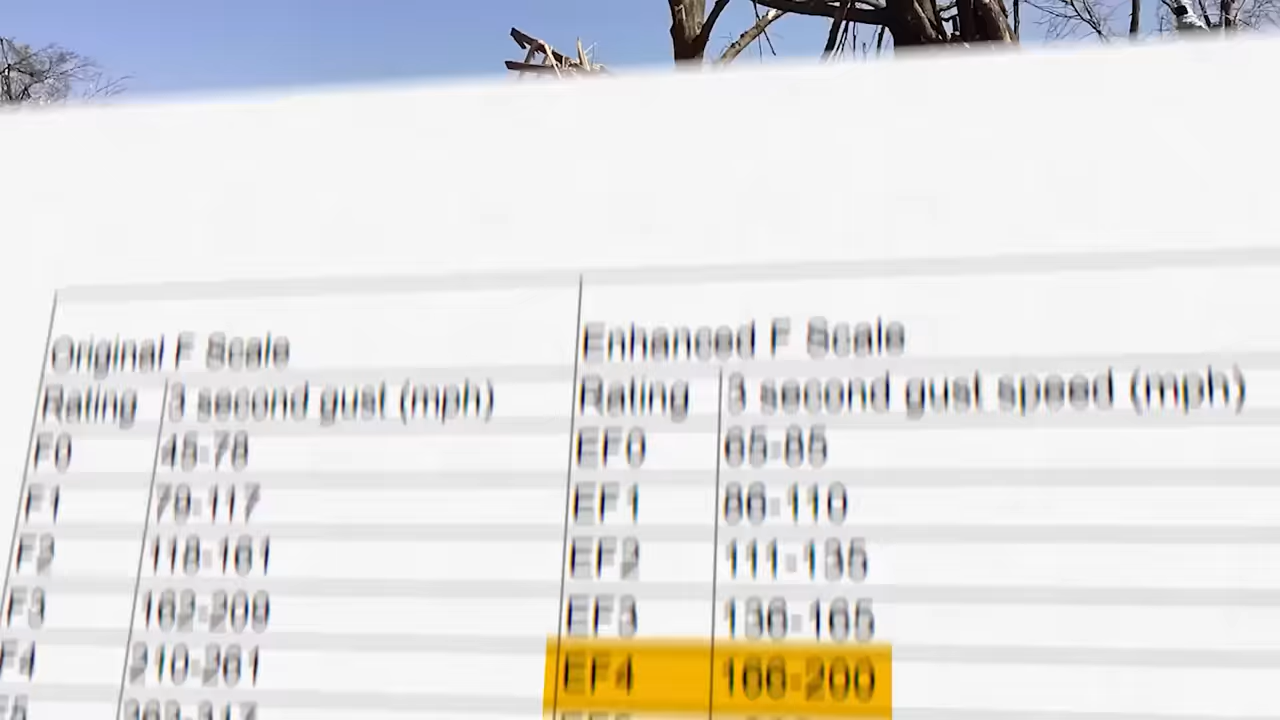 Original F Scale
Enhanced F Scale
Rating 3 second gust (mph)
Rating 3 second gust speed (mph)
F0 45-78
EF0 65-85
F1 79-117
EF1 86-110
F2 118-161
EF2 111-135
F3 162-209
EF3 136-165
F4 210-261
EF4 166-200